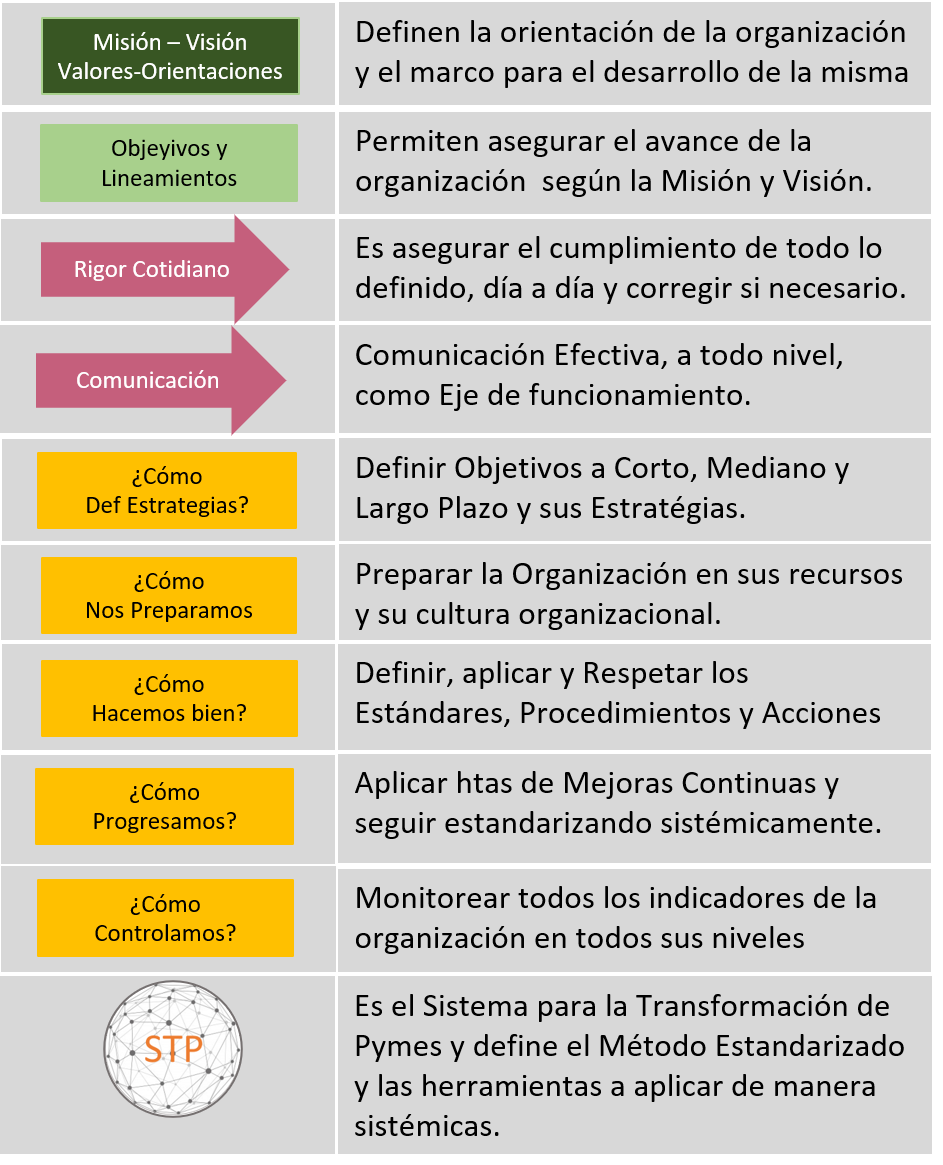 Misión – Visión
Valores-Orientaciones
Definen la orientación de la organización
y el marco para el desarrollo de la misma
Objeyivos y
Lineamientos
Permiten asegurar el avance de la
organización según la Misión y Visión.
Rigor Cotidiano
Es asegurar el cumplimiento de todo lo
definido, día a día y corregir si necesario.
Comunicación
Comunicación Efectiva, a todo nivel,
como Eje de funcionamiento.
¿Cómo
Def Estrategias?
Definir Objetivos a Corto, Mediano y
Largo Plazo y sus Estratégias.
¿Cómo
Nos Preparamos
Preparar la Organización en sus recursos
y su cultura organizacional.
¿Cómo
Hacemos bien?
Definir, aplicar y Respetar los
Estándares, Procedimientos y Acciones
¿Cómo
Progresamos?
Aplicar htas de Mejoras Continuas y
seguir estandarizando sistémicamente.
¿Cómo
Controlamos?
Monitorear todos los indicadores de la
organización en todos sus niveles
STP
Es el Sistema para la Transformación de
Pymes y define el Método Estandarizado
y las herramientas a aplicar de manera
sistémicas.